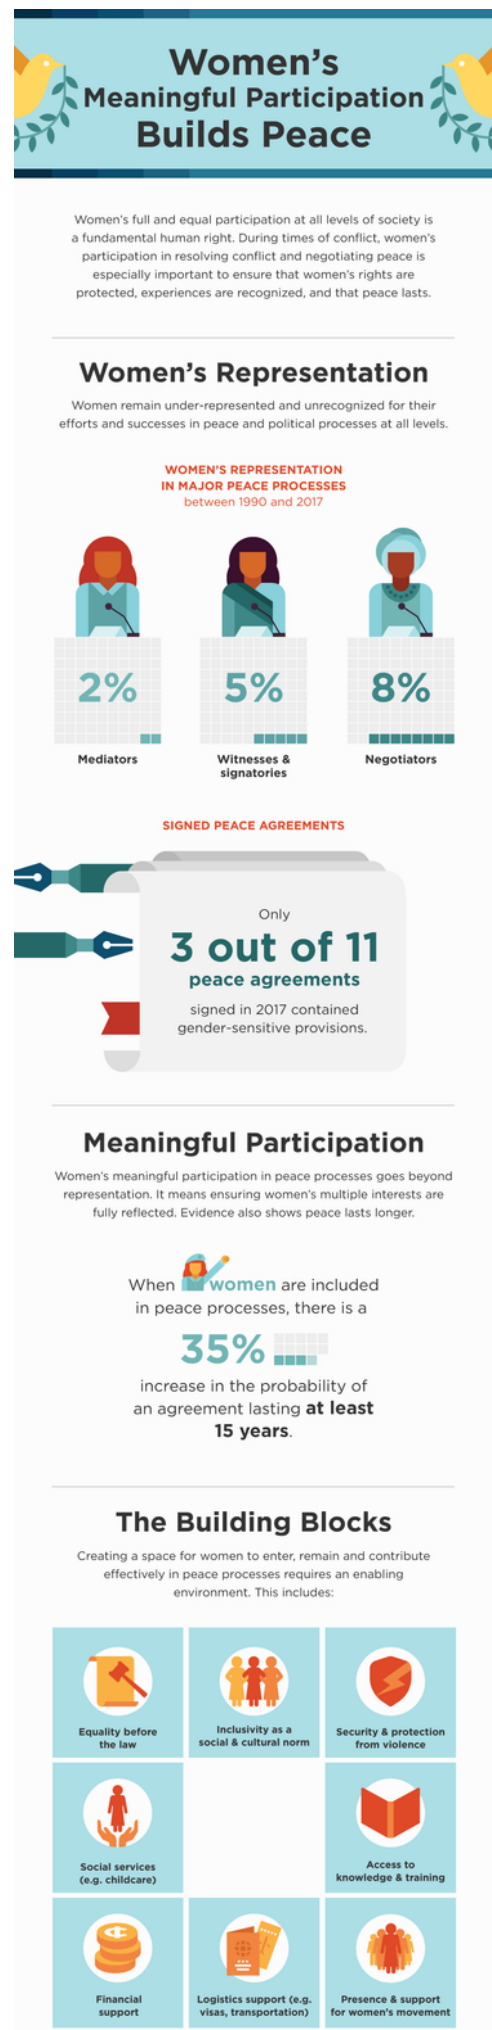 Women's
Meaningful Participation
Builds Peace
Women's full and equal participation at all levels of society is
a fundamental human right. During times of conflict, women's
participation in resolving conflict and negotiating peace is
especially important to ensure that women's rights are
protected, experiences are recognized, and that peace lasts.
Women's Representation
Women remain under-represented and unrecognized for their
efforts and successes in peace and political processes at all levels.
WOMEN'S REPRESENTATION
IN MAJOR PEACE PROCESSES
between 1990 and 2017
2%
5%
8%
Mediators
Witnesses &
signatories
Negotiators
SIGNED PEACE AGREEMENTS
Only
3 out of 11
peace agreements
signed in 2017 contained
gender-sensitive provisions.
Meaningful Participation
Women's meaningful participation in peace processes goes beyond
representation. It means ensuring women's multiple interests are
fully reflected. Evidence also shows peace lasts longer.
When women are included
in peace processes, there is a
35%
increase in the probability of
an agreement lasting at least
15 years.
The Building Blocks
Creating a space for women to enter, remain and contribute
effectively in peace processes requires an enabling
environment. This includes:
Equality before
the law
Inclusivity as a
social & cultural norm
Security & protection
from violence
Social services
(e.g. childcare)
Access to
knowledge & training
Financial
support
Logistics support (e.g.
visas, transportation)
Presence & support
for women's movement